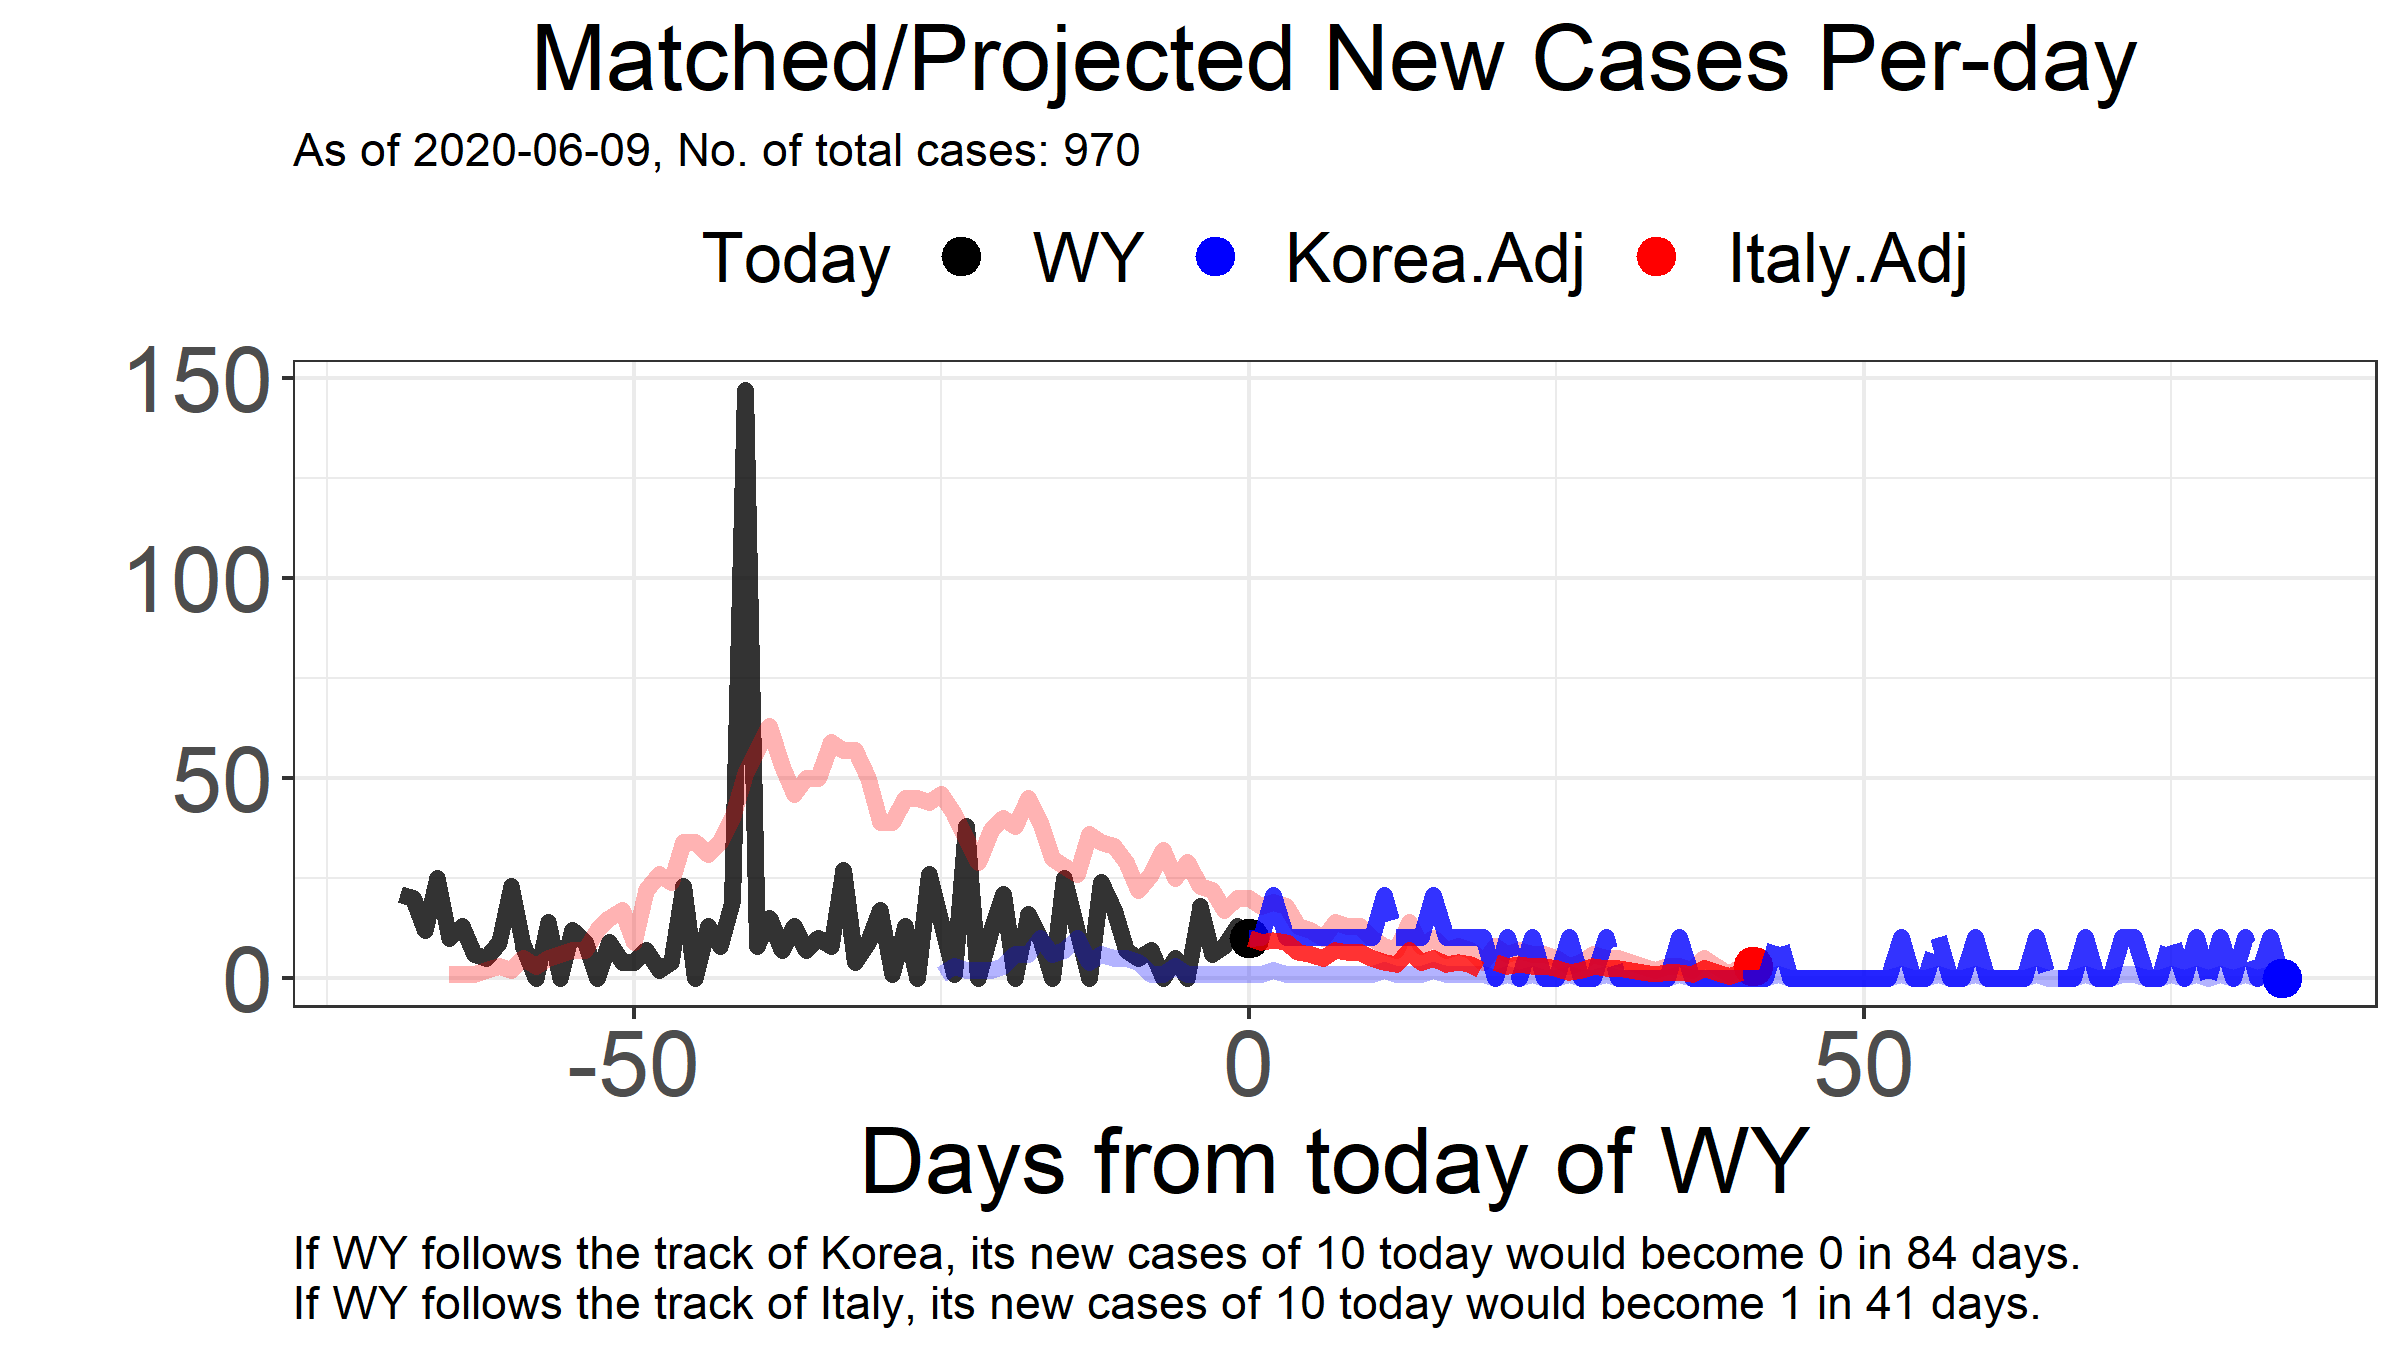 Matched/Projected New Cases Per-day
As of 2020-06-09, No. of total cases: 970
Today WY Korea.Adj Italy.Adj
150
100
50
0
-50 0 50
Days from today of WY
If WY follows the track of Korea, its new cases of 10 today would become 0 in 84 days.
If WY follows the track of Italy, its new cases of 10 today would become 1 in 41 days.